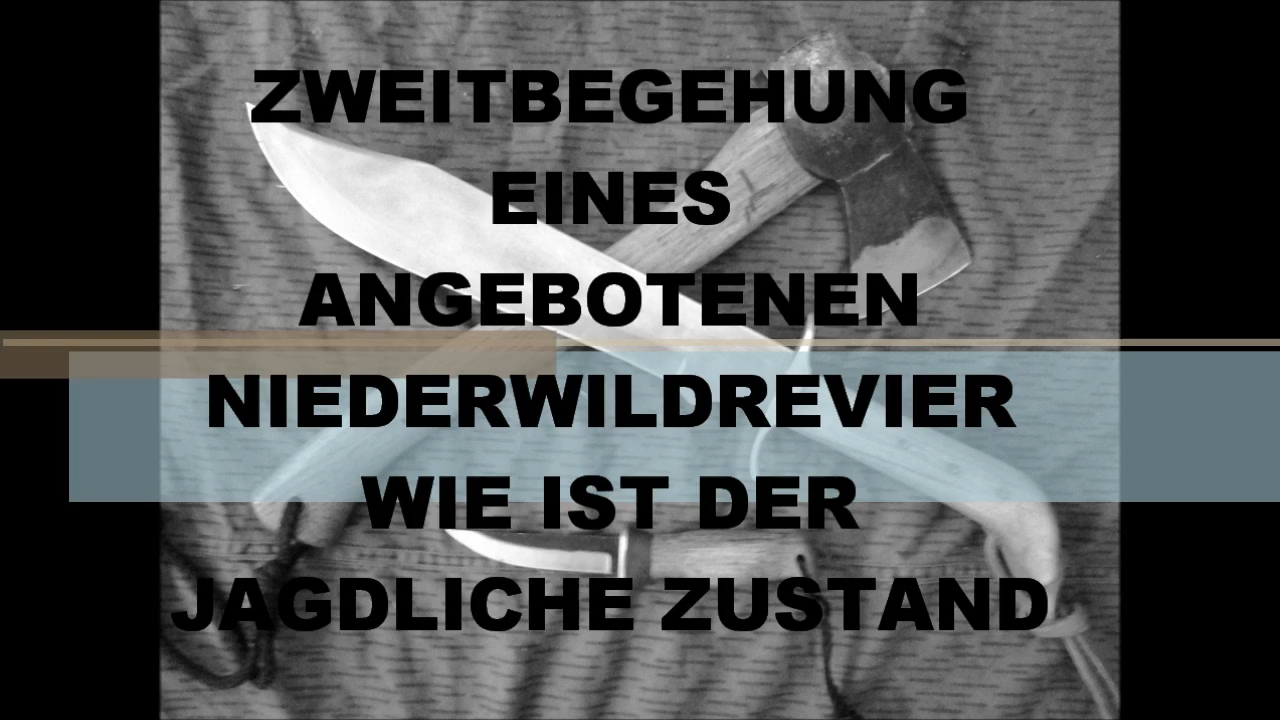 ZWEITBEGEHUNG
EINES
ANGEBOTENEN
NIEDERWILDREVIER
WIE IST DER
JAGDLICHE ZUSTAND